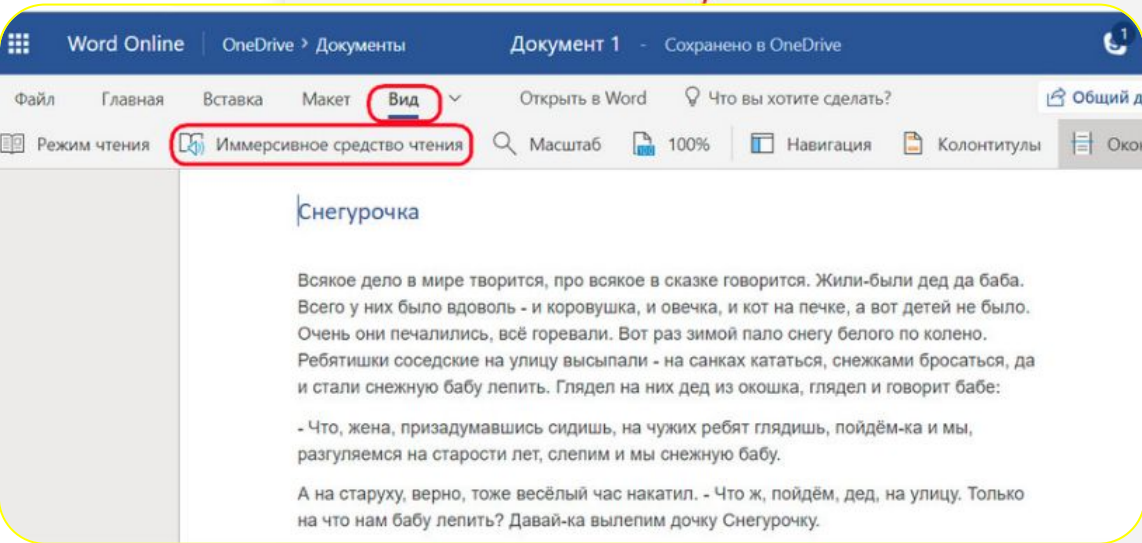 Word Online OneDrive > Документы Документ 1 - Сохранено в OneDrive 1
Файл Главная Вставка Макет Вид Открыть в Word Что вы хотите сделать? Общий д
Режим чтения Иммерсивное средство чтения Масштаб 100 100% Навигация Колонтитулы Окон
Снегурочка
Всякое дело в мире творится, про всякое в сказке говорится. Жили-были дед да баба.
Всего у них было вдоволь - и коровушка, и овечка, и кот на печке, а вот детей не было.
Очень они печалились, всё горевали. Вот раз зимой пало снегу белого по колено.
Ребятишки соседские на улицу высыпали - на санках кататься, снежками бросаться, да
и стали снежную бабу лепить. Глядел на них дед из окошка, глядел и говорит бабе:
- Что, жена, призадумавшись сидишь, на чужих ребят глядишь, пойдём-ка и мы,
разгуляемся на старости лет, слепим и мы снежную бабу.
А на старуху, верно, тоже весёлый час накатил. - Что ж, пойдём, дед, на улицу. Только
на что нам бабу лепить? Давай-ка вылепим дочку Снегурочку.